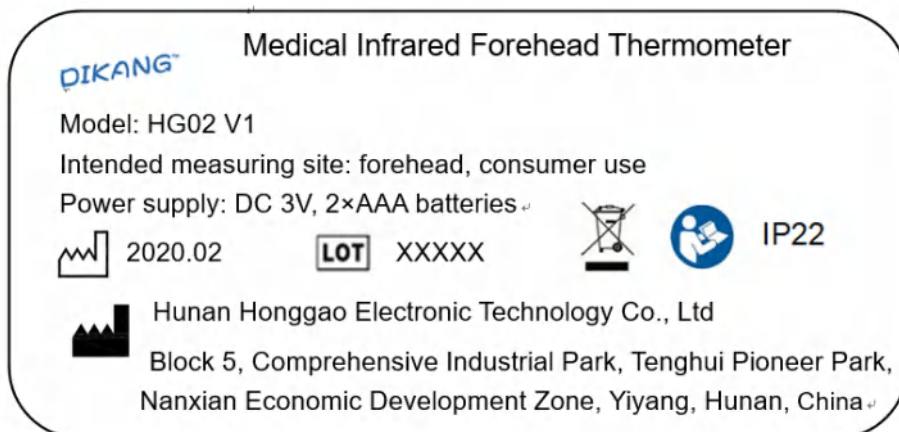 Medical Infrared Forehead Thermometer
DIKANG™
Model: HG02 V1
Intended measuring site: forehead, consumer use
Power supply: DC 3V, 2×AAA batteries
2020.02 LOT XXXXX IP22
Hunan Honggao Electronic Technology Co., Ltd
Block 5, Comprehensive Industrial Park, Tenghui Pioneer Park,
Nanxian Economic Development Zone, Yiyang, Hunan, China